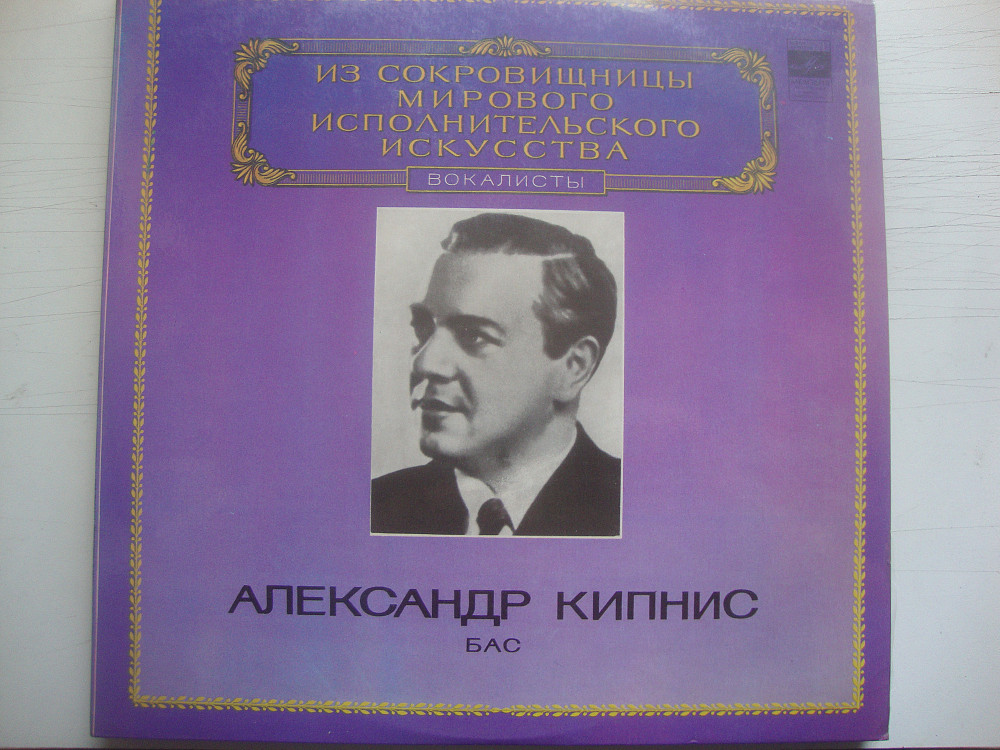 ИЗ СОКРОВИЩНИЦЫ
МИРОВОГО
ИСПОЛНИТЕЛЬСКОГО
ИСКУССТВА
ВОКАЛИСТЫ
АЛЕКСАНДР КИПНИС
БАС